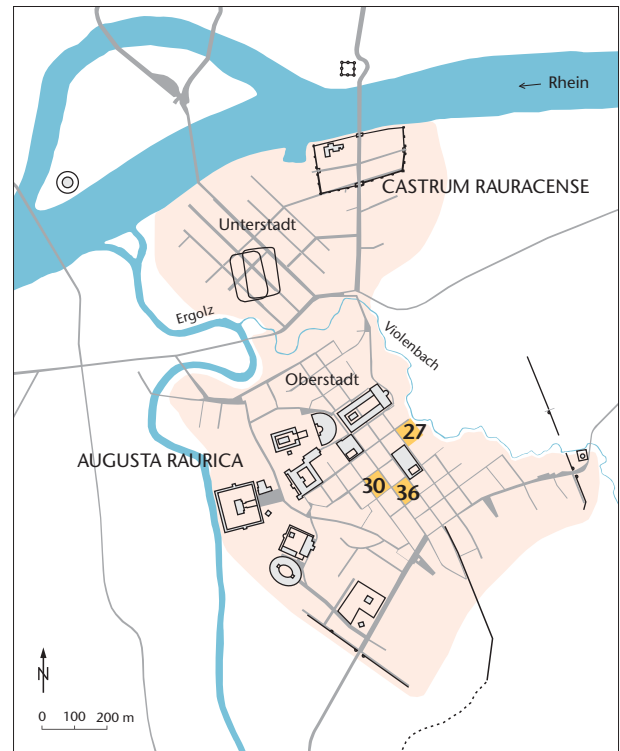 Rhein
CASTRUM RAURACENSE
Unterstadt
Ergolz
Violenbach
Oberstadt
27
AUGUSTA RAURICA
30
36
N
0 100 200 m